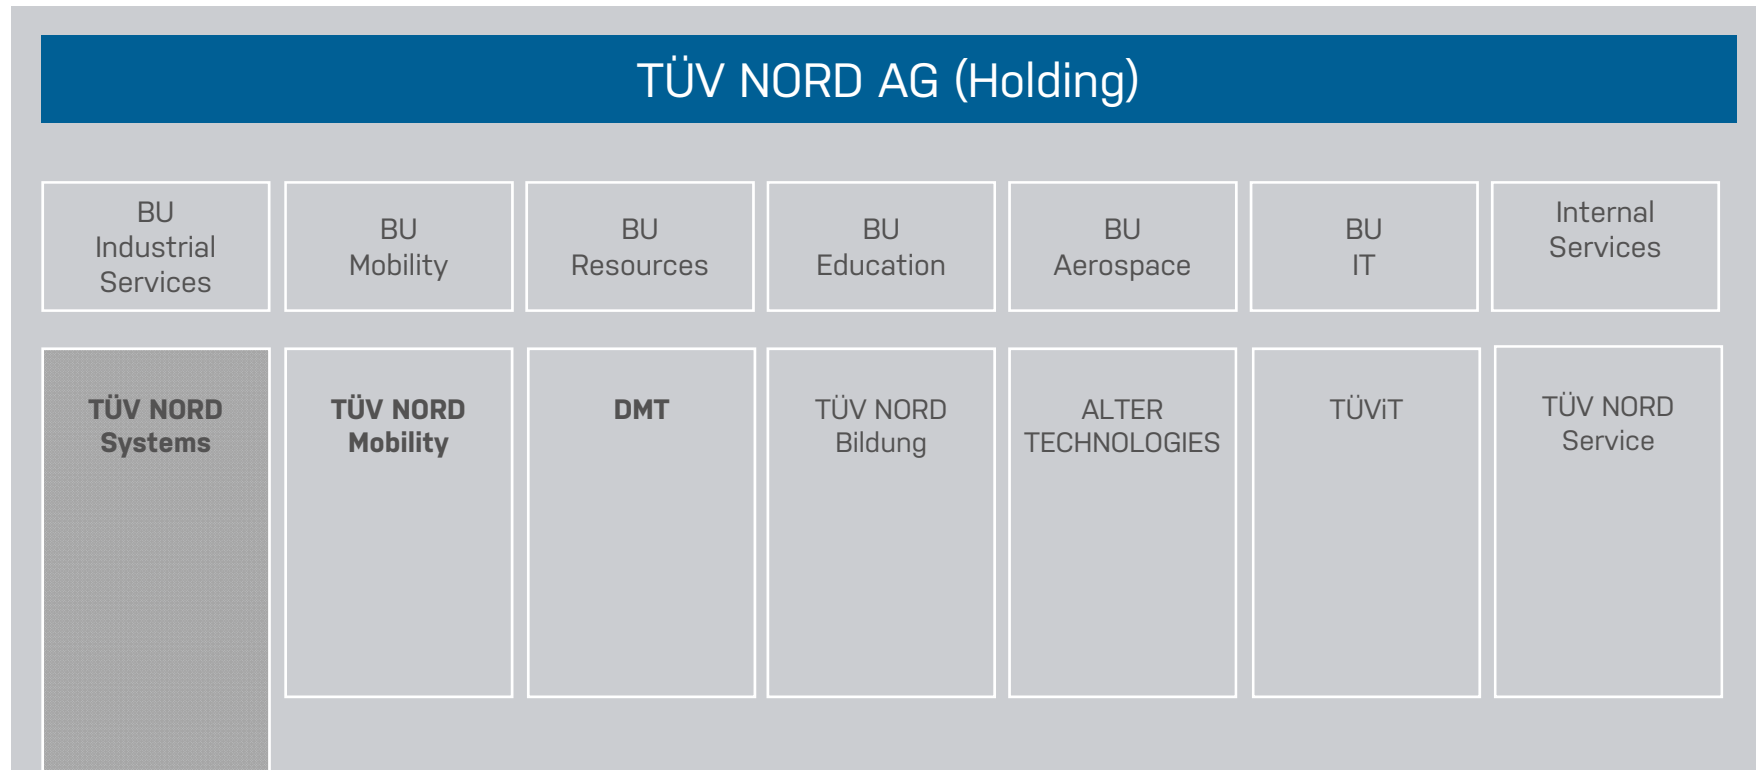 TÜV NORD AG (Holding)
BU
Industrial
Services
BU
Mobility
BU
Resources
BU
Education
BU
Aerospace
BU
IT
Internal
Services
TÜV NORD
Systems
TÜV NORD
Mobility
DMT
TÜV NORD
Bildung
ALTER
TECHNOLOGIES
TÜViT
TÜV NORD
Service